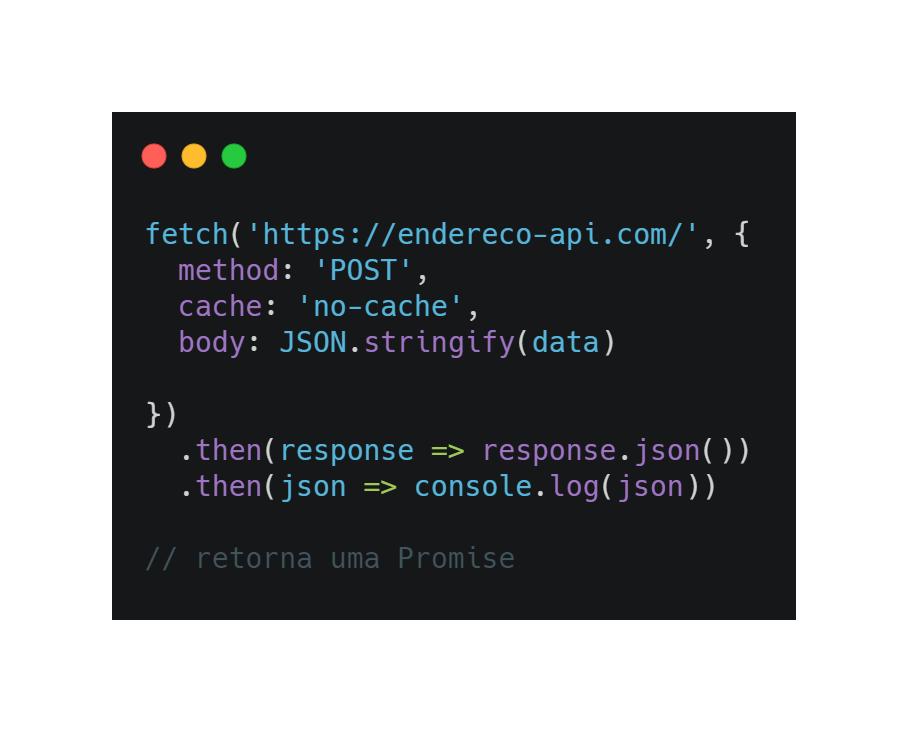 fetch('https://endereco-api.com/', {
  method: 'POST',
  cache: 'no-cache',
  body: JSON.stringify(data)
})
  .then(response => response.json())
  .then(json => console.log(json))
// retorna uma Promise